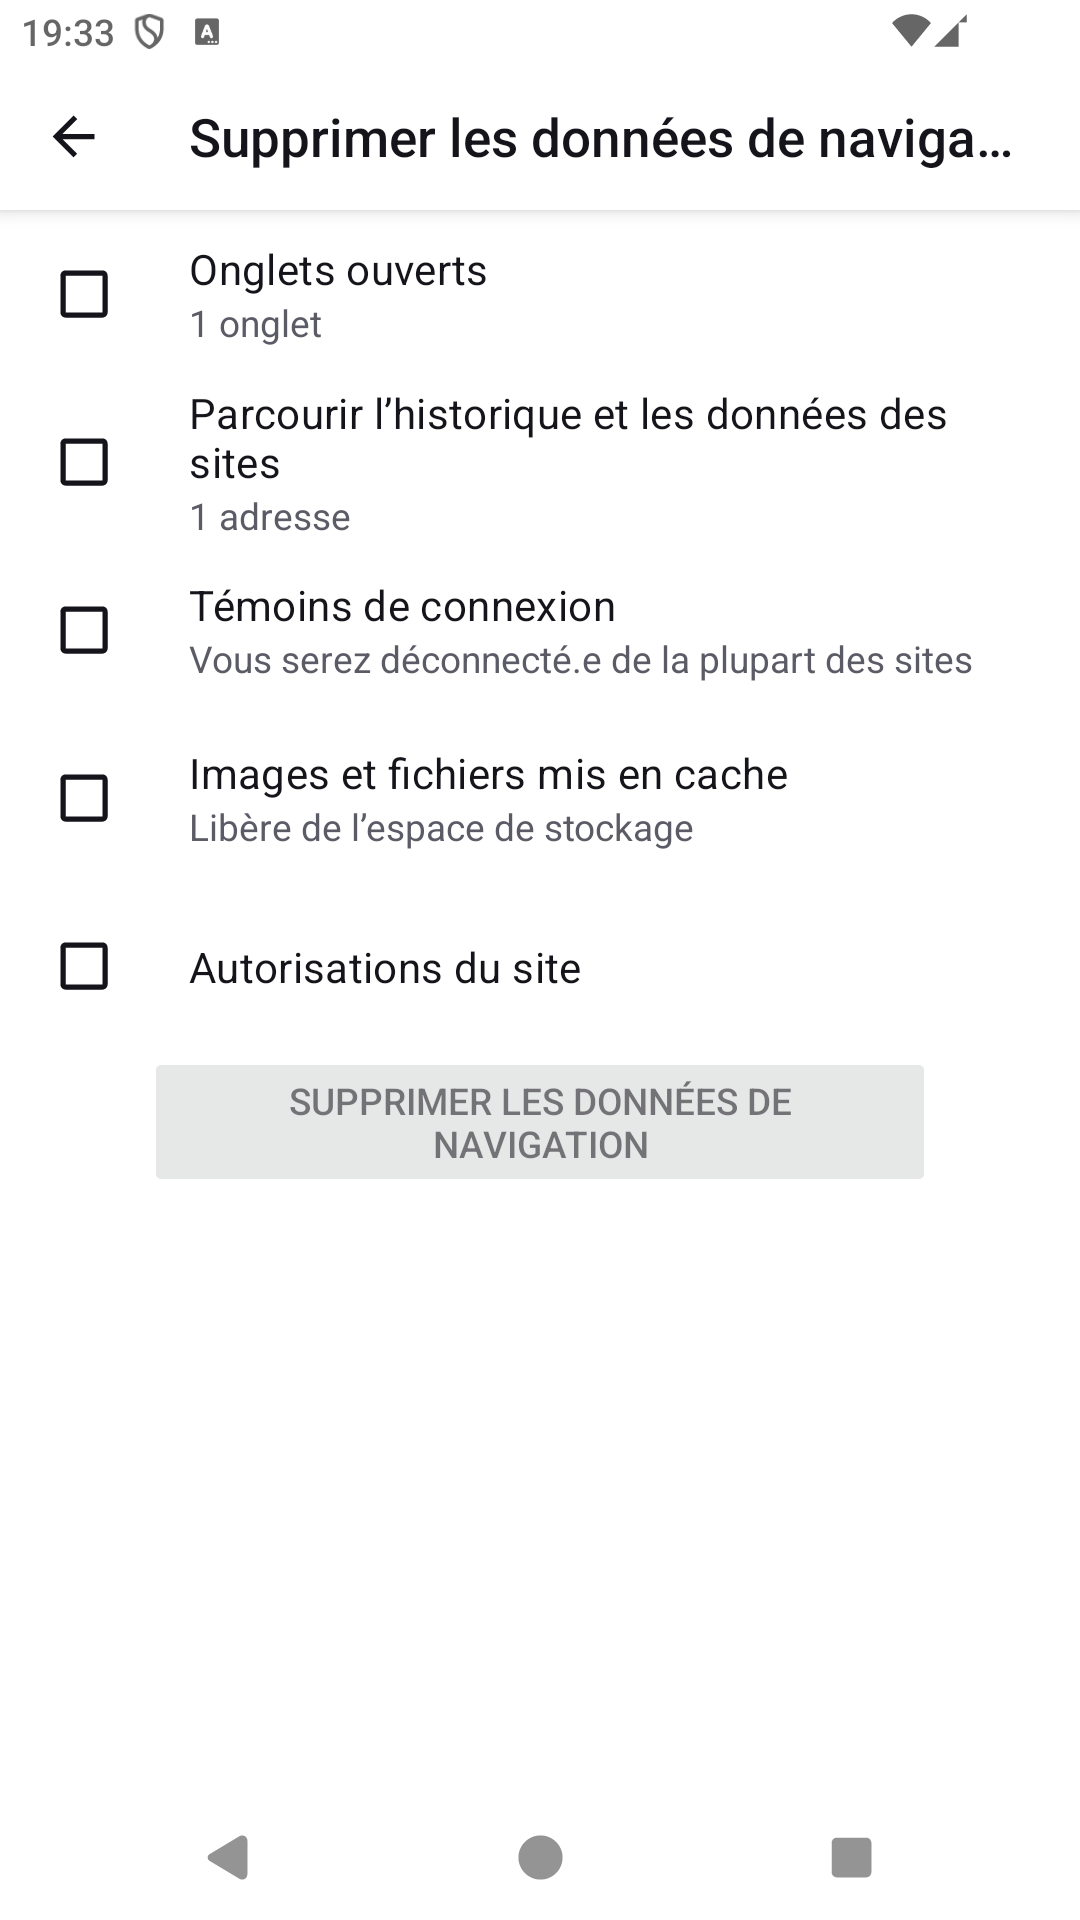 19:33
Supprimer les données de naviga…
Onglets ouverts
1 onglet
Parcourir l’historique et les données des
sites
1 adresse
Témoins de connexion
Vous serez déconnecté.e de la plupart des sites
Images et fichiers mis en cache
Libère de l’espace de stockage
Autorisations du site
SUPPRIMER LES DONNÉES DE
NAVIGATION